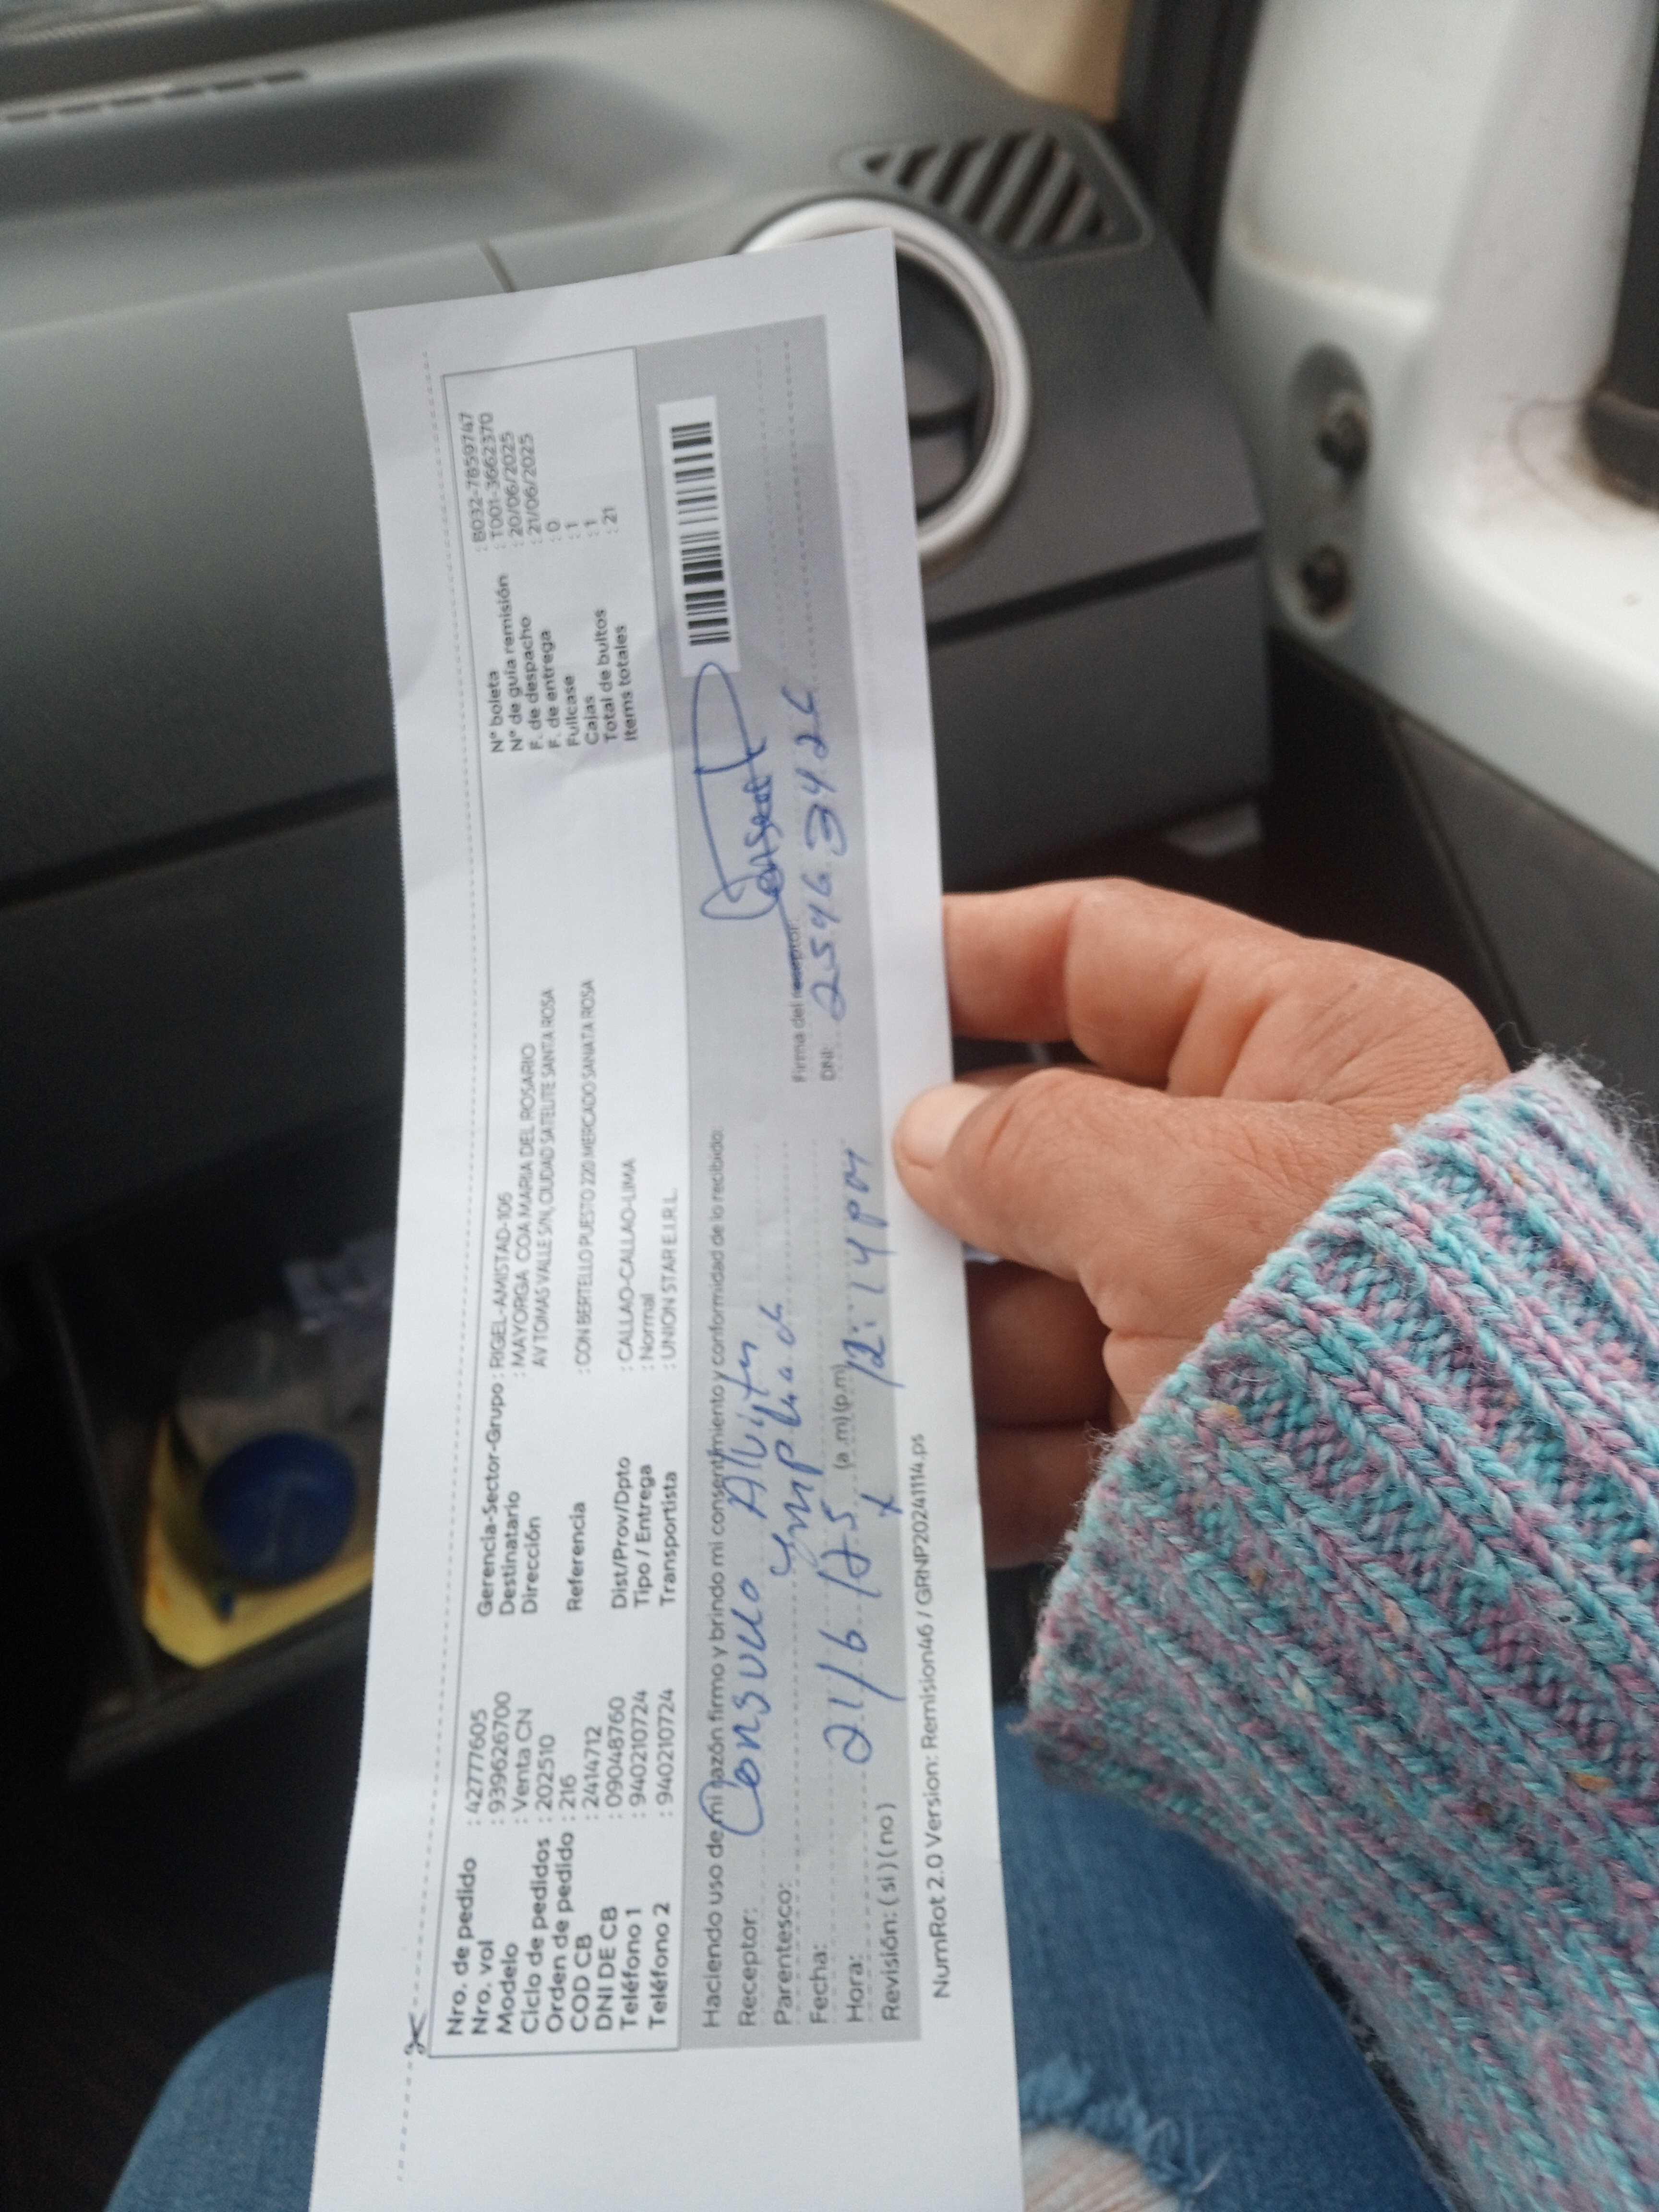 Nro. de pedido : 427777605
Nro. vol : 9396267​00
Modelo : Venta CN
Ciclo de pedidos : 202510
Orden de pedido : 216
COD CB : 2414712
DNI DE CB : 09048760
Teléfono 1 : 9402107​24
Teléfono 2 : 940210724
Gerencia-Sector-Grupo : RIGEL-AMISTAD-106
Destinatario : MAYORGA COA MARIA DEL ROSARIO
Dirección AV TOMAS VALLE S/N, CIUDAD SATELITE SANTA ROSA
Referencia : CON BERTELLO PUESTO 220 MERCADO SANATA ROSA
Dist/Prov/Dpto : CALLAO-CALLAO-LIMA
Tipo / Entrega : Normal
Transportista : UNION STAR E.I.R.L.
N° boleta : B032-7859747
N° de guía remisión : T001-3662370
F. de despacho : 20/06/2025
F. de entrega : 21/06/2025
Fullcase : 0
Cajas : 1
Total de bultos : 1
Items totales : 21
Haciendo uso de mi razón firmo y brindo mi consentimiento y conformidad de lo recibido:
Receptor: Consuelo
Parentesco:
Fecha: 21/6/25
Hora: (a.m) (p.m) 12:14 pm
Revisión: ( si ) ( no ) x
Firma del receptor:
DNI: 25963426
NumRot 2.0 Version: Remision46 / GRNP20241114.ps